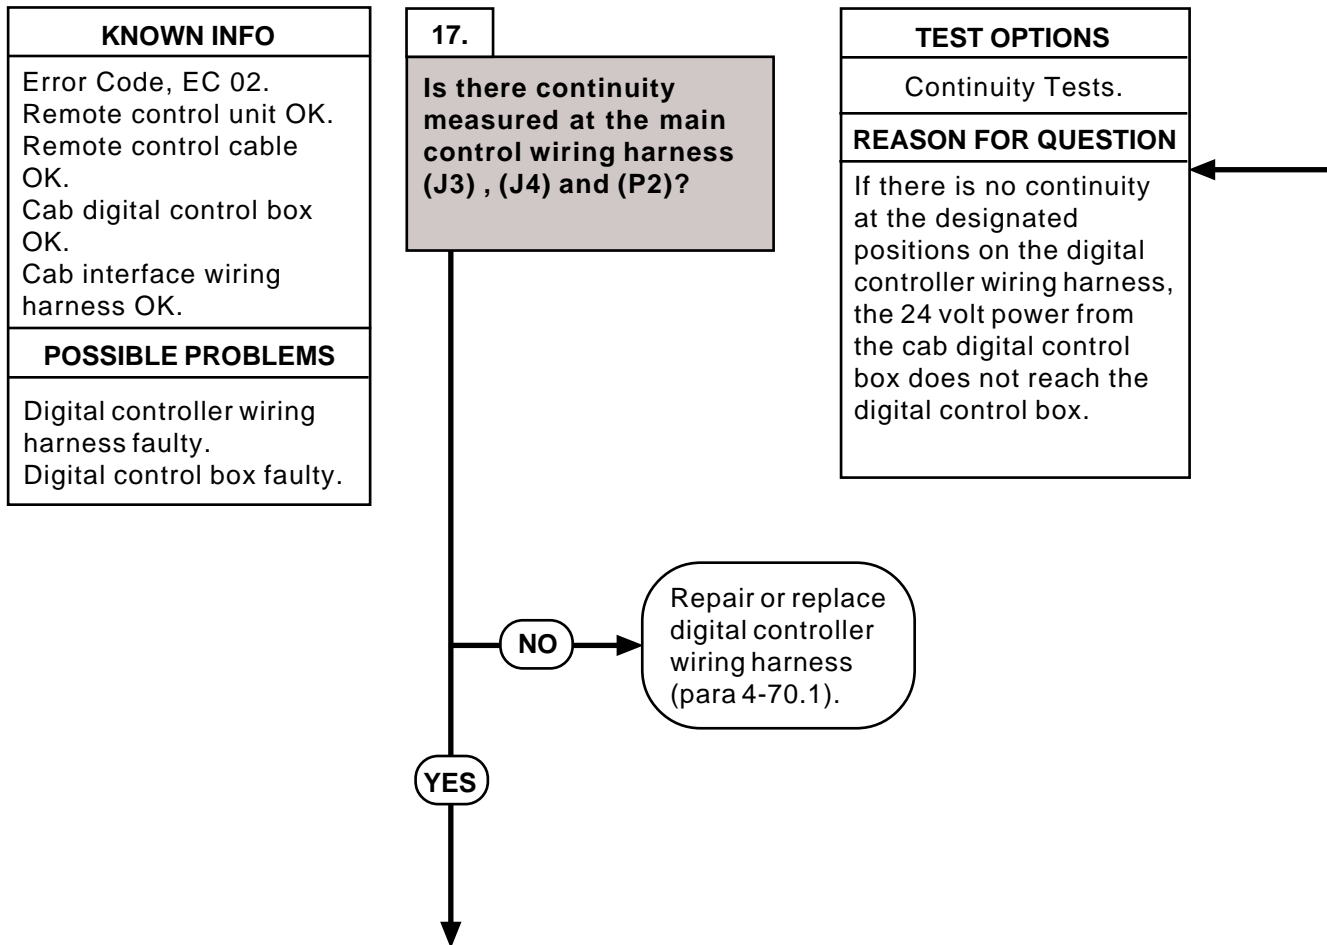 KNOWN INFO
Error Code, EC 02.
Remote control unit OK.
Remote control cable
OK.
Cab digital control box
OK.
Cab interface wiring
harness OK.
POSSIBLE PROBLEMS
Digital controller wiring
harness faulty.
Digital control box faulty.
17.
Is there continuity
measured at the main
control wiring harness
(J3) , (J4) and (P2)?
TEST OPTIONS
Continuity Tests.
REASON FOR QUESTION
If there is no continuity
at the designated
positions on the digital
controller wiring harness,
the 24 volt power from
the cab digital control
box does not reach the
digital control box.
NO
Repair or replace
digital controller
wiring harness
(para 4-70.1).
YES